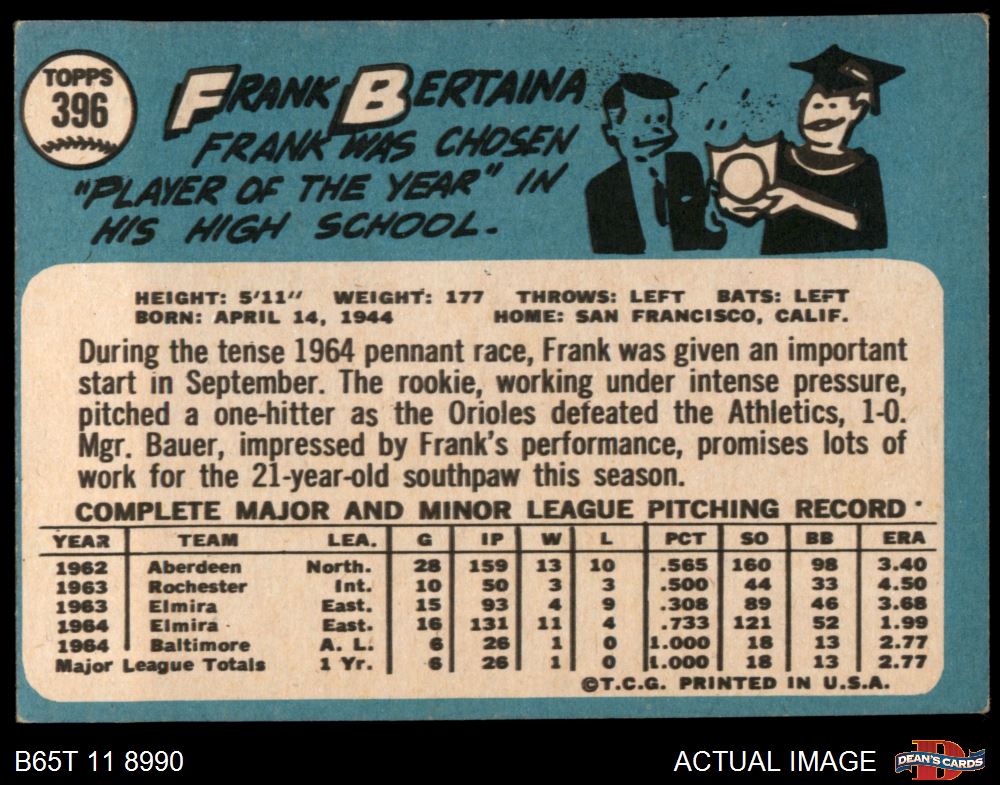 TOPPS
396
FRANK BERTAINA
FRANK WAS CHOSEN
"PLAYER OF THE YEAR" IN
HIS HIGH SCHOOL.
HEIGHT: 5'11" WEIGHT: 177 THROWS: LEFT BATS: LEFT
BORN: APRIL 14, 1944 HOME: SAN FRANCISCO, CALIF.
During the tense 1964 pennant race, Frank was given an important
start in September. The rookie, working under intense pressure,
pitched a one-hitter as the Orioles defeated the Athletics, 1-0.
Mgr. Bauer, impressed by Frank's performance, promises lots of
work for the 21-year-old southpaw this season.
COMPLETE MAJOR AND MINOR LEAGUE PITCHING RECORD
YEAR TEAM LEA. G IP W L PCT SO BB ERA
1962 Aberdeen North. 28 159 13 10 .565 160 98 3.40
1963 Rochester Int. 10 50 3 3 .500 44 33 4.50
1963 Elmira East. 15 93 4 9 .308 89 46 3.68
1964 Elmira East. 16 131 11 4 .733 121 52 1.99
1964 Baltimore A. L. 6 26 1 0 1.000 18 13 2.77
Major League Totals 1 Yr. 6 26 1 0 1.000 18 13 2.77
©T.C.G. PRINTED IN U.S.A.
B65T 11 8990 ACTUAL IMAGE DEAN'S CARDS